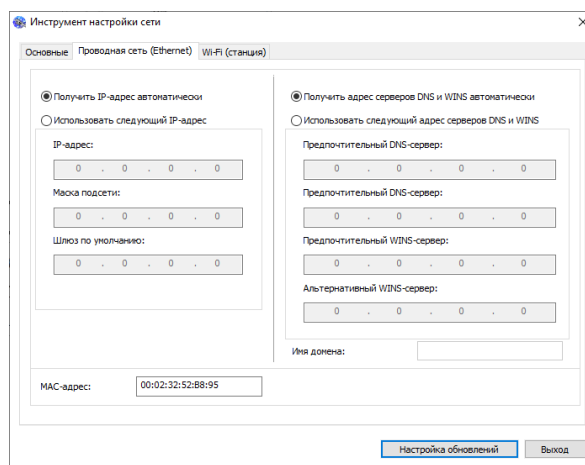 Инструмент настройки сети
Основные Проводная сеть (Ethernet) Wi-Fi (станция)
Получить IP-адрес автоматически
Использовать следующий IP-адрес
IP-адрес:
0 . 0 . 0 . 0
Маска подсети:
0 . 0 . 0 . 0
Шлюз по умолчанию:
0 . 0 . 0 . 0
Получить адрес серверов DNS и WINS автоматически
Использовать следующий адрес серверов DNS и WINS
Предпочтительный DNS-сервер:
0 . 0 . 0 . 0
Предпочтительный DNS-сервер:
0 . 0 . 0 . 0
Предпочтительный WINS-сервер:
0 . 0 . 0 . 0
Альтернативный WINS-сервер:
0 . 0 . 0 . 0
Имя домена:
MAC-адрес: 00:02:32:52:B8:95
Настройка обновлений Выход